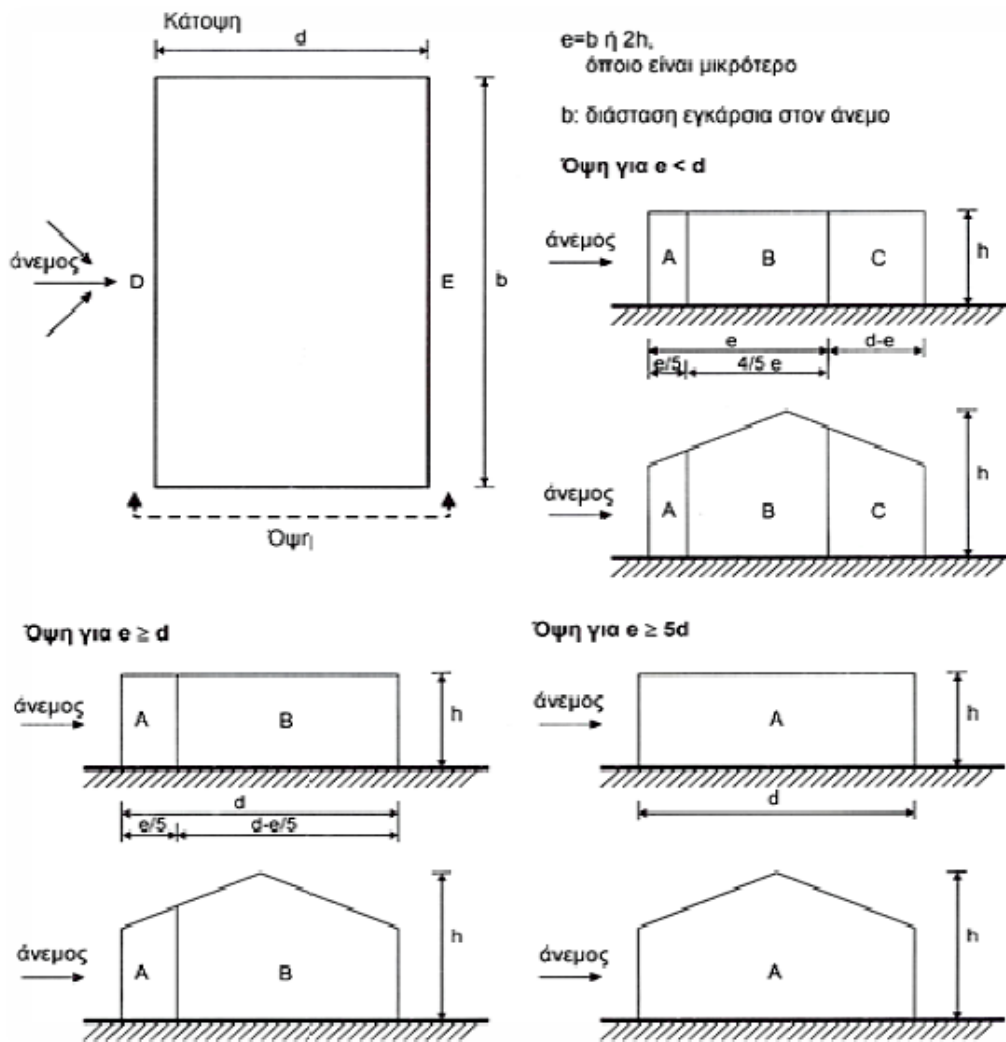 Κάτοψη
d
άνεμος
D
E
b
Όψη
e=b ή 2h,
όποιο είναι μικρότερο
b: διάσταση εγκάρσια στον άνεμο
Όψη για e < d
άνεμος
A
B
C
h
e
d-e
e/5
4/5 e
άνεμος
A
B
C
h
Όψη για e ≥ d
άνεμος
A
B
h
d
e/5
d-e/5
άνεμος
A
B
h
Όψη για e ≥ 5d
άνεμος
A
h
d
άνεμος
A
h